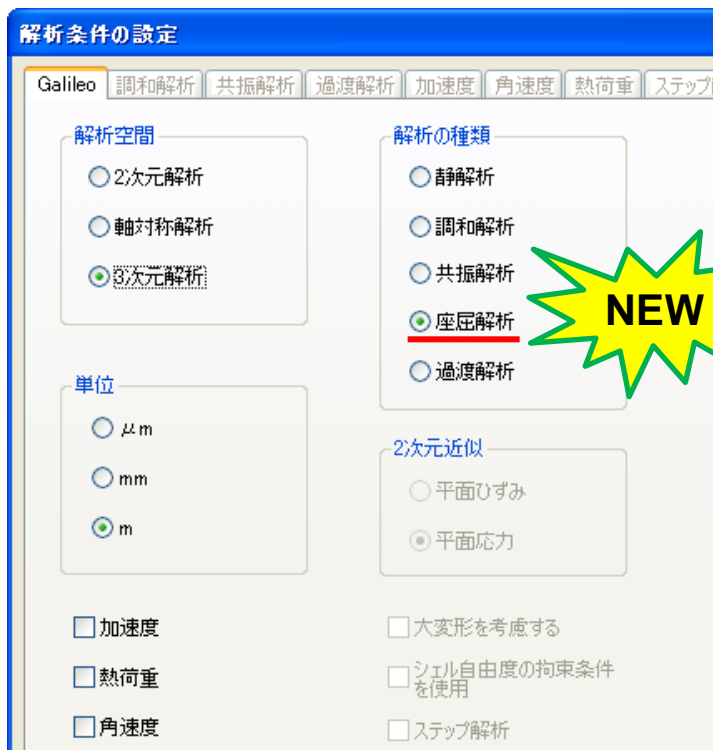 解析条件の設定
Galileo 調和解析 共振解析 過渡解析 加速度 角速度 熱荷重 ステップ
解析空間
2次元解析
軸対称解析
3次元解析
解析の種類
静解析
調和解析
共振解析
座屈解析
過渡解析
NEW
単位
μm
mm
m
2次元近似
平面ひずみ
平面応力
加速度
熱荷重
角速度
大変形を考慮する
シェル自由度の拘束条件
を使用
ステップ解析